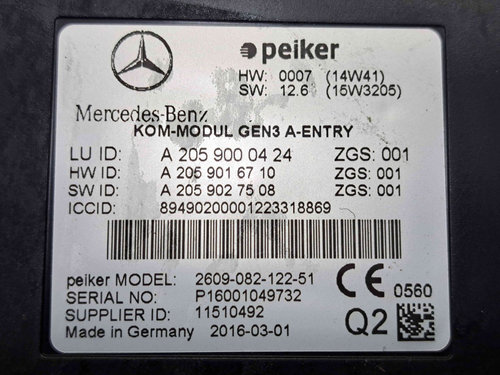 peiker
HW: 0007 (14W41)
SW: 12.6 (15W3205)
Mercedes-Benz
KOM-MODUL GEN3 A-ENTRY
LU ID: A 205 900 04 24 ZGS: 001
HW ID: A 205 901 67 10 ZGS: 001
SW ID: A 205 902 75 08 ZGS: 001
ICCID: 89490200001223318869
peiker MODEL: 2609-082-122-51
SERIAL NO: P16001049732
SUPPLIER ID: 11510492
Made in Germany 2016-03-01
CE 0560
Q2